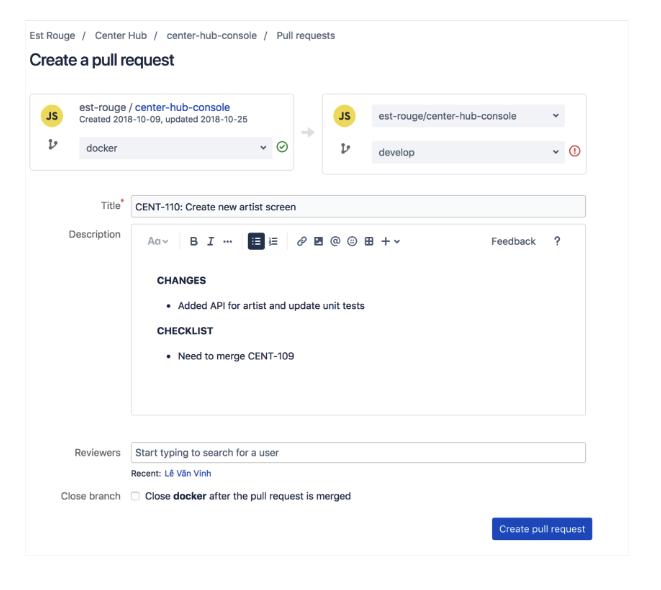 Est Rouge / Center Hub / center-hub-console / Pull requests
Create a pull request
JS
est-rouge / center-hub-console
Created 2018-10-09, updated 2018-10-25
docker
JS
est-rouge/center-hub-console
develop
Title*
CENT-110: Create new artist screen
Description
Aa B I ••• @ + Feedback ?
CHANGES
• Added API for artist and update unit tests
CHECKLIST
• Need to merge CENT-109
Reviewers
Start typing to search for a user
Recent: Lê Văn Vinh
Close branch
Close docker after the pull request is merged
Create pull request